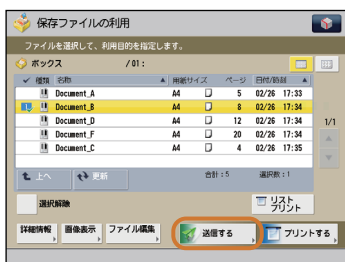 保存ファイルの利用
ファイルを選択して、利用目的を指定します。
ボックス /01:
種類 名称 用紙サイズ ページ 日付/時刻
Document_A A4 5 02/26 17:33
1 Document_B A4 8 02/26 17:34
Document_D A4 12 02/26 17:34
Document_F A4 20 02/26 17:34
Document_C A4 4 02/26 17:35
1/1
上へ 更新 合計:5 選択数:1
選択解除 リスト
プリント
詳細情報 画像表示 ファイル編集 送信する プリントする